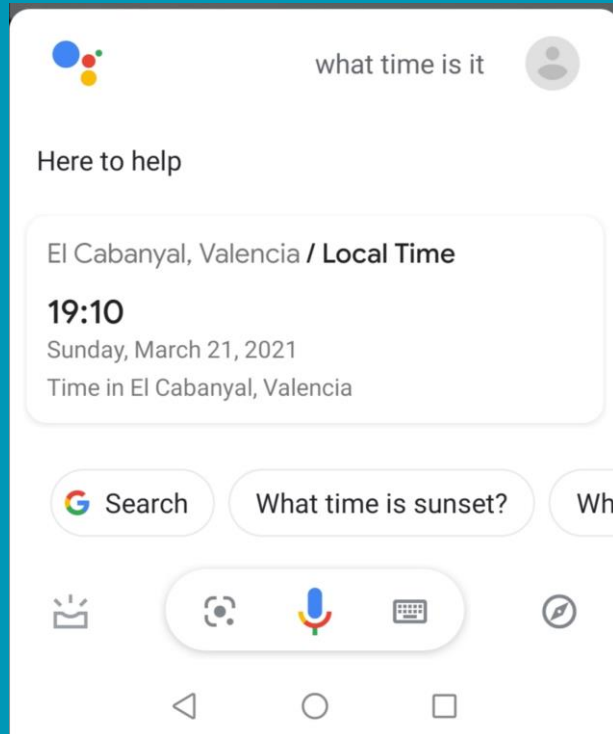 what time is it
Here to help
El Cabanyal, Valencia / Local Time
19:10
Sunday, March 21, 2021
Time in El Cabanyal, Valencia
Search
What time is sunset?
Wh